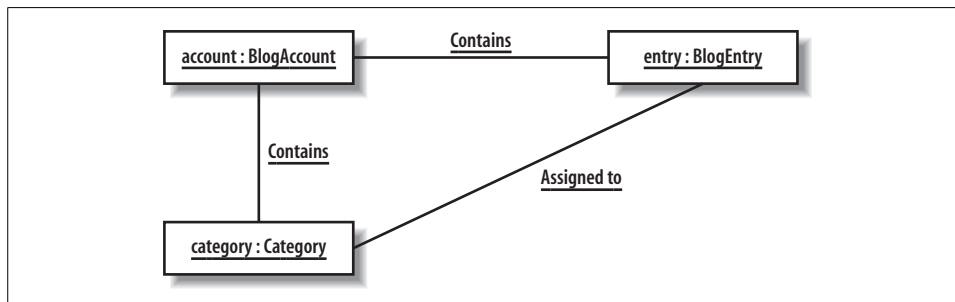 account : BlogAccount
Contains
entry : BlogEntry
Contains
Assigned to
category : Category